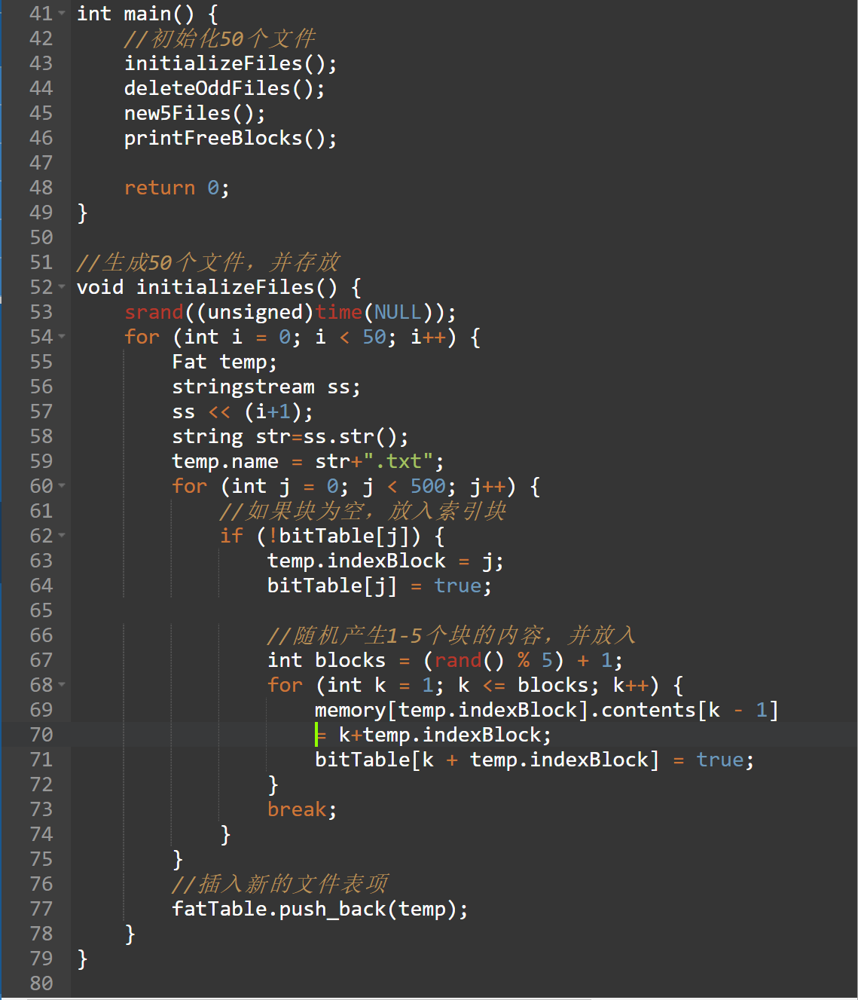 41 int main() {
42     //初始化50个文件
43     initializeFiles();
44     deleteOddFiles();
45     new5Files();
46     printFreeBlocks();
47
48     return 0;
49 }
50
51 //生成50个文件，并存放
52 void initializeFiles() {
53     srand((unsigned)time(NULL));
54     for (int i = 0; i < 50; i++) {
55         Fat temp;
56         stringstream ss;
57         ss << (i+1);
58         string str=ss.str();
59         temp.name = str+".txt";
60         for (int j = 0; j < 500; j++) {
61             //如果块为空，放入索引块
62             if (!bitTable[j]) {
63                 temp.indexBlock = j;
64                 bitTable[j] = true;
65
66                 //随机产生1-5个块的内容，并放入
67                 int blocks = (rand() % 5) + 1;
68                 for (int k = 1; k <= blocks; k++) {
69                     memory[temp.indexBlock].contents[k - 1]
70                     = k+temp.indexBlock;
71                     bitTable[k + temp.indexBlock] = true;
72                 }
73                 break;
74             }
75         }
76         //插入新的文件表项
77         fatTable.push_back(temp);
78     }
79 }
80